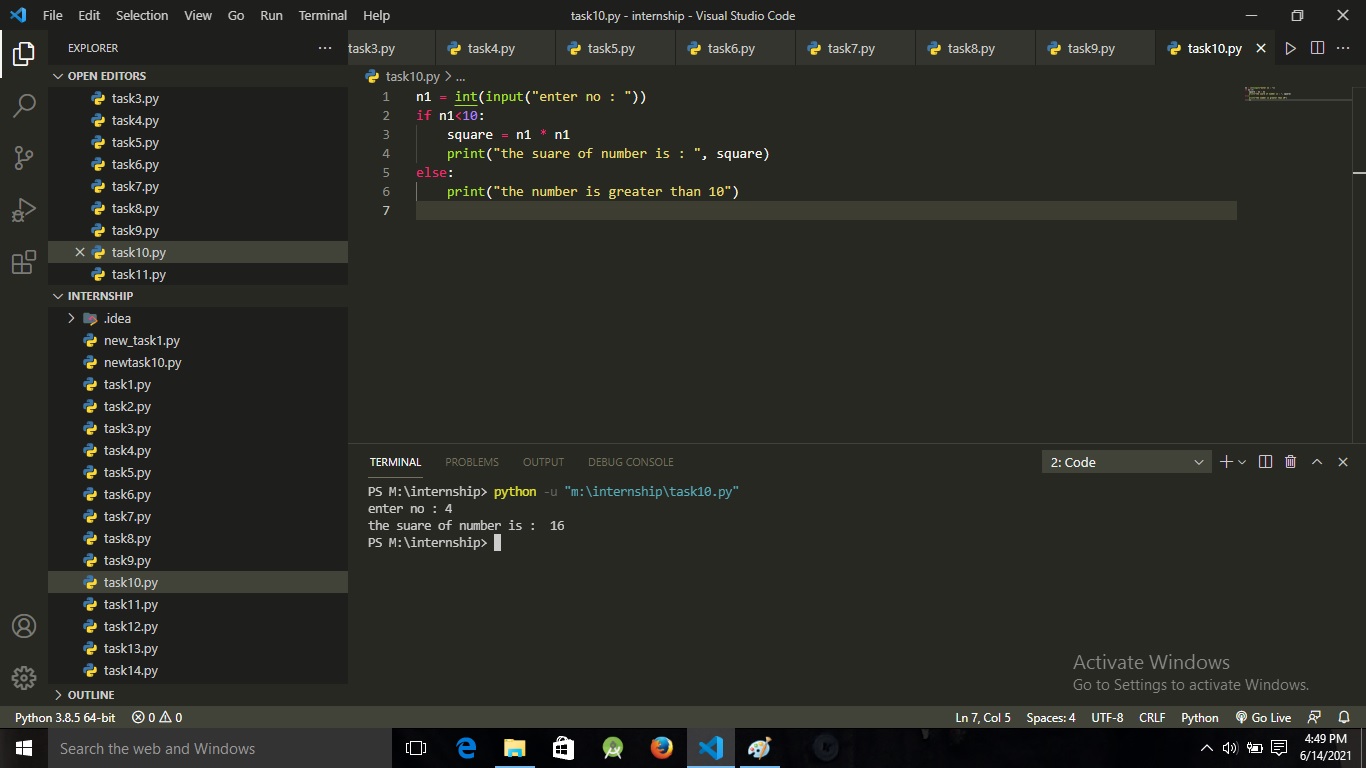 File Edit Selection View Go Run Terminal Help task10.py - internship - Visual Studio Code
EXPLORER
task3.py task4.py task5.py task6.py task7.py task8.py task9.py task10.py
OPEN EDITORS
task3.py
task4.py
task5.py
task6.py
task7.py
task8.py
task9.py
task10.py
task11.py
INTERNSHIP
.idea
new_task1.py
newtask10.py
task1.py
task2.py
task3.py
task4.py
task5.py
task6.py
task7.py
task8.py
task9.py
task10.py
task11.py
task12.py
task13.py
task14.py
OUTLINE
task10.py > ...
1 n1 = int(input("enter no : "))
2 if n1<10:
3     square = n1 * n1
4     print("the suare of number is : ", square)
5 else:
6     print("the number is greater than 10")
7
TERMINAL PROBLEMS OUTPUT DEBUG CONSOLE 2: Code
PS M:\internship> python -u "m:\internship\task10.py"
enter no : 4
the suare of number is :  16
PS M:\internship>
Activate Windows
Go to Settings to activate Windows.
Python 3.8.5 64-bit 0 0 Ln 7, Col 5 Spaces: 4 UTF-8 CRLF Python Go Live
Search the web and Windows
4:49 PM
6/14/2021